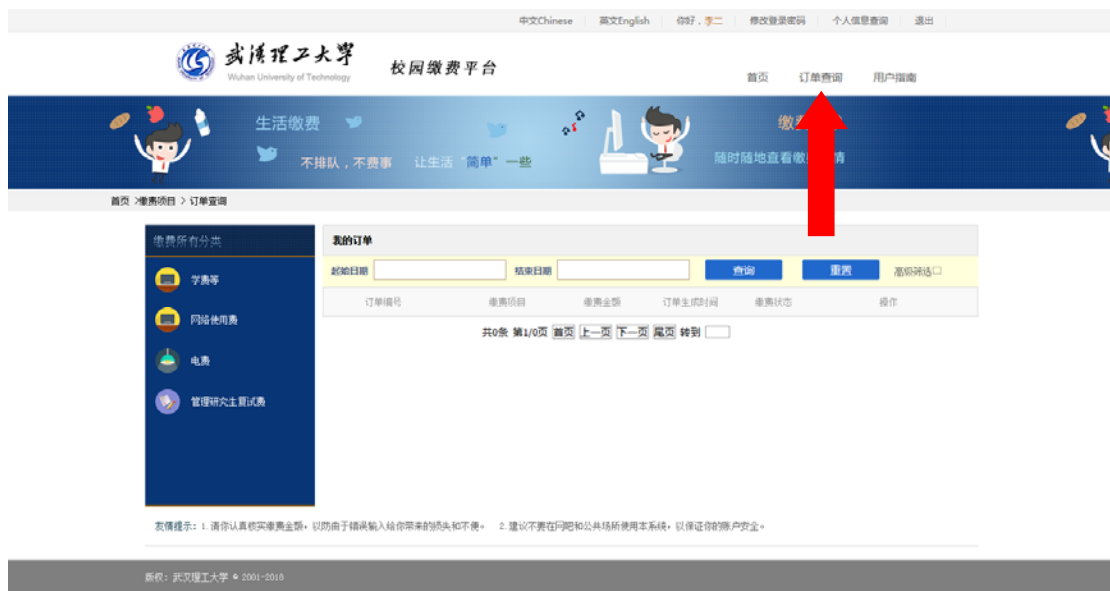 中文Chinese 英文English 你好，李二 修改登录密码 个人信息查询 退出
武汉理工大学
Wuhan University of Technology
校园缴费平台
首页 订单查询 用户指南
生活缴费
不排队，不费事 让生活“简单”一些
缴费
随时随地查看缴 情
首页 >缴费项目 > 订单查询
缴费所有分类
学费等
网络使用费
电费
管理研究生复试费
我的订单
起始日期 结束日期 查询 重置 高级筛选
订单编号 缴费项目 缴费金额 订单生成时间 缴费状态 操作
共0条 第1/0页 首页 上一页 下一页 尾页 转到
友情提示：1.请你认真核实缴费金额，以防由于错误输入给你带来的损失和不便。 2.建议不要在网吧和公共场所使用本系统，以保证你的账户安全。
版权：武汉理工大学 © 2001-2018